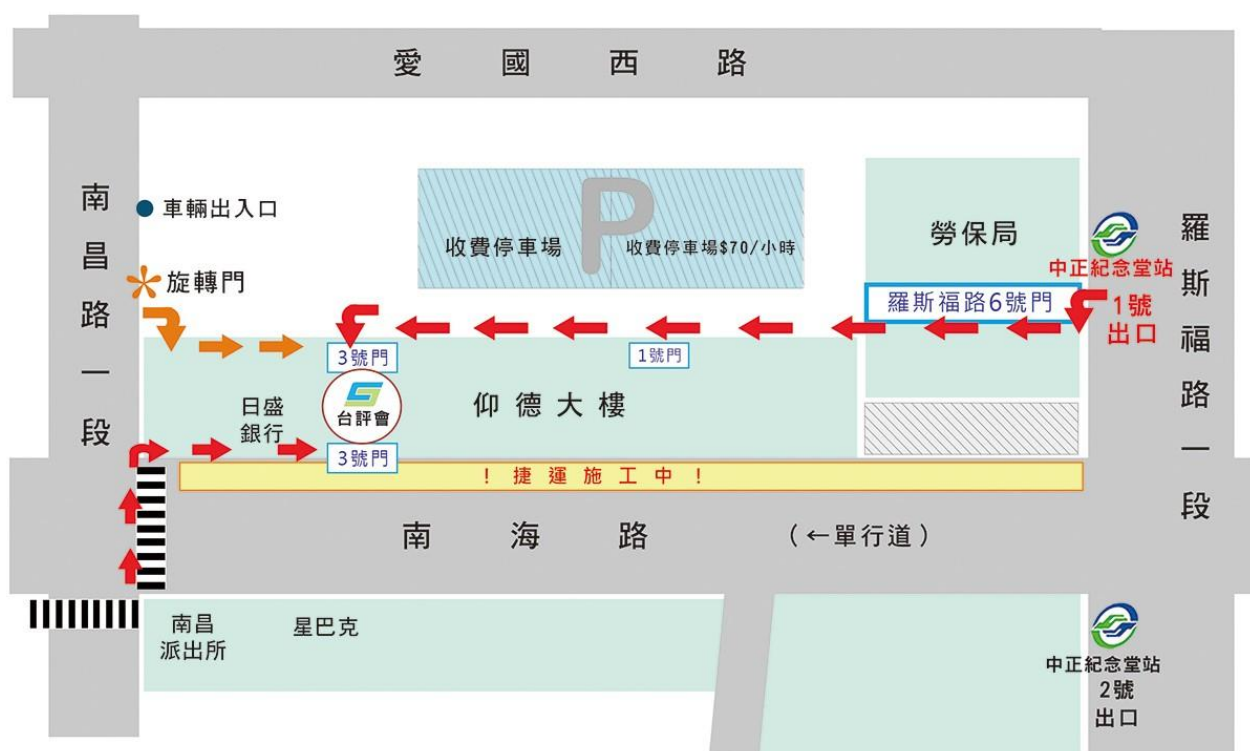 愛國西路
南昌路一段
車輛出入口
旋轉門
收費停車場
P
收費停車場$70/小時
勞保局
中正紀念堂站
1號
出口
羅斯福路一段
羅斯福路6號門
3號門
1號門
台評會
日盛
銀行
仰德大樓
3號門
!捷運施工中!
南海路
(←單行道)
南昌
派出所
星巴克
中正紀念堂站
2號
出口